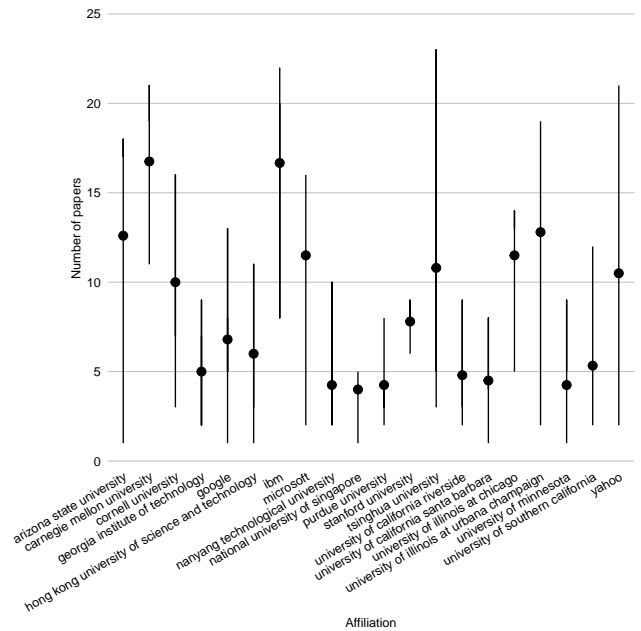 25
20
15
10
5
0
Number of papers
arizona state university
carnegie mellon university
cornell university
georgia institute of technology
google
hong kong university of science and technology
ibm
microsoft
nanyang technological university
national university of singapore
purdue university
stanford university
tsinghua university
university of california riverside
university of california santa barbara
university of illinois at chicago
university of illinois at urbana champaign
university of minnesota
university of southern california
yahoo
Affiliation